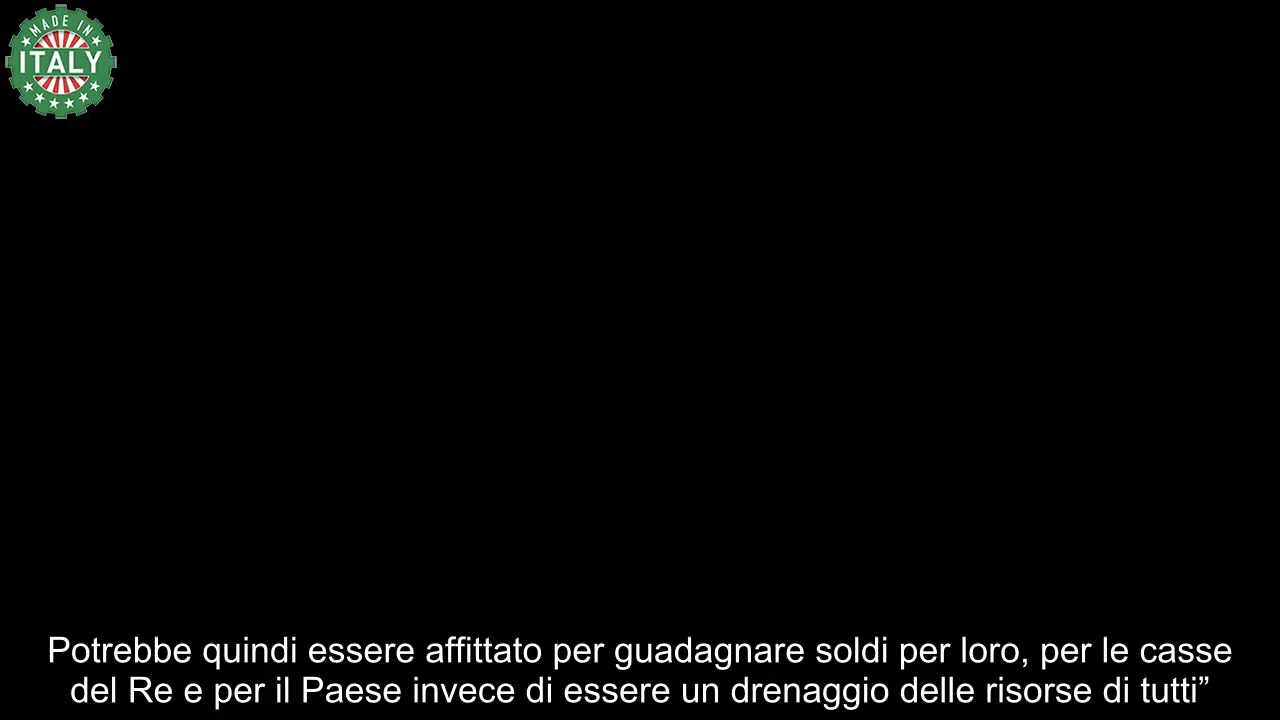 MADE IN
ITALY
Potrebbe quindi essere affittato per guadagnare soldi per loro, per le casse
del Re e per il Paese invece di essere un drenaggio delle risorse di tutti”